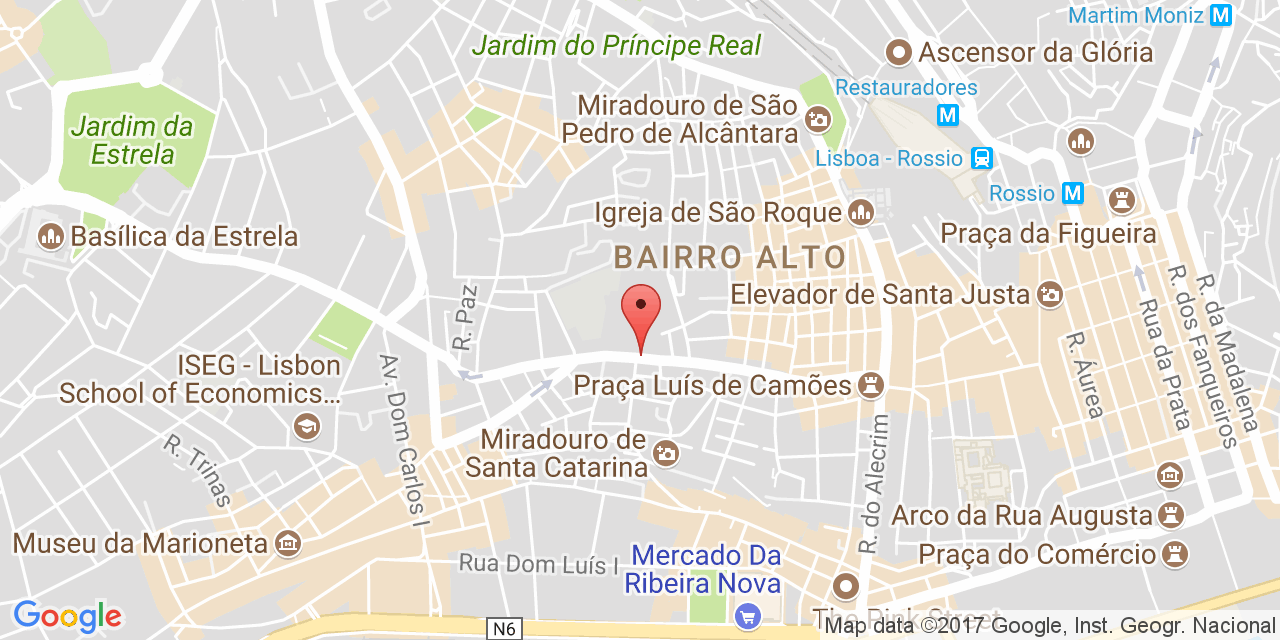 Martim Moniz M
Jardim do Príncipe Real
Ascensor da Glória
Restauradores
M
Miradouro de São
Pedro de Alcântara
Jardim da
Estrela
Lisboa - Rossio
Rossio M
Igreja de São Roque
Praça da Figueira
Basílica da Estrela
BAIRRO ALTO
Elevador de Santa Justa
R. Paz
R. da Madalena
R. dos Fanqueiros
Rua da Prata
R. Áurea
ISEG - Lisbon
School of Economics...
Av. Dom Carlos I
Praça Luís de Camões
R. Trinas
Miradouro de
Santa Catarina
R. do Alecrim
Arco da Rua Augusta
Museu da Marioneta
Praça do Comércio
Rua Dom Luís I
Mercado Da
Ribeira Nova
The Pink Street
Google
N6
Map data ©2017 Google, Inst. Geogr. Nacional